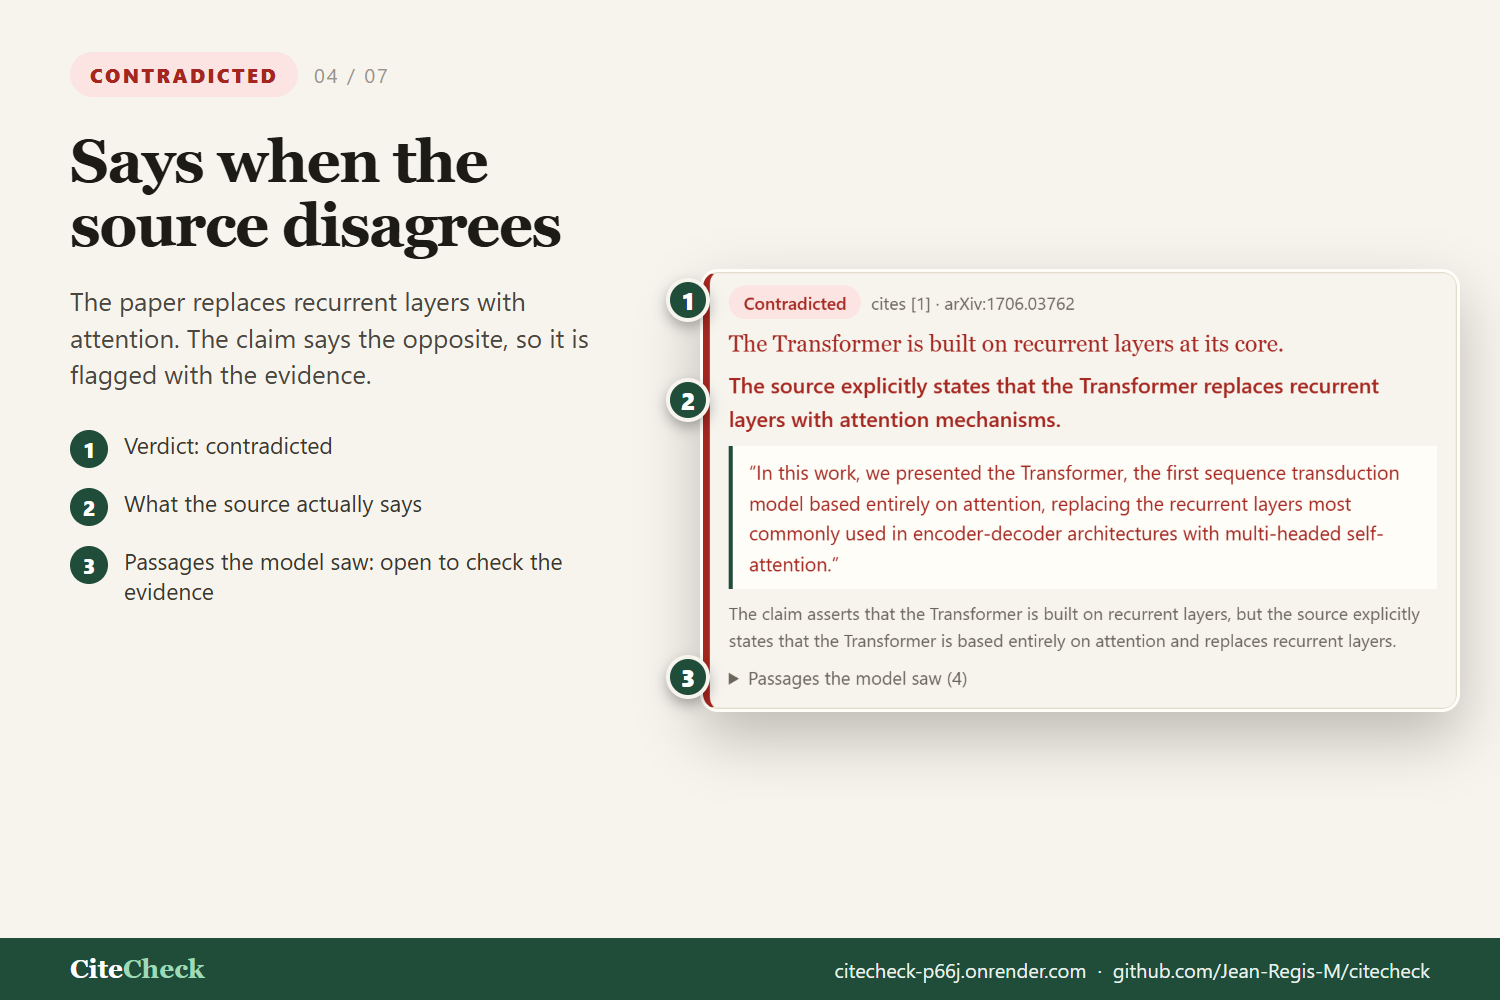 CONTRADICTED 04 / 07
Says when the
source disagrees
The paper replaces recurrent layers with
attention. The claim says the opposite, so it is
flagged with the evidence.
1 Verdict: contradicted
2 What the source actually says
3 Passages the model saw: open to check the
evidence
1 Contradicted cites [1] · arXiv:1706.03762
The Transformer is built on recurrent layers at its core.
2 The source explicitly states that the Transformer replaces recurrent
layers with attention mechanisms.
“In this work, we presented the Transformer, the first sequence transduction
model based entirely on attention, replacing the recurrent layers most
commonly used in encoder-decoder architectures with multi-headed self-
attention.”
The claim asserts that the Transformer is built on recurrent layers, but the source explicitly
states that the Transformer is based entirely on attention and replaces recurrent layers.
3 ▶ Passages the model saw (4)
CiteCheck citecheck-p66j.onrender.com · github.com/Jean-Regis-M/citecheck